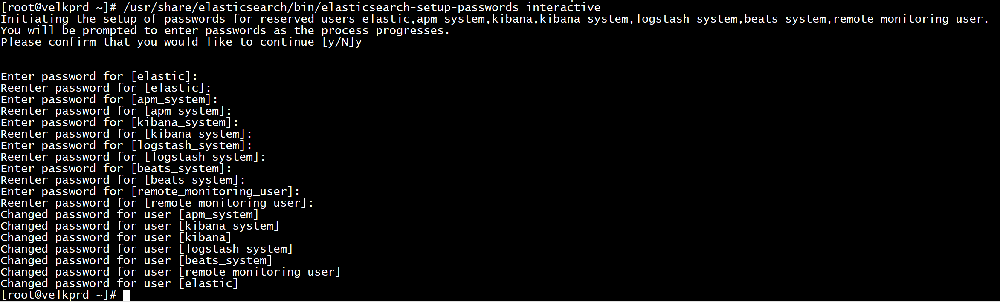 [root@velkprd ~]# /usr/share/elasticsearch/bin/elasticsearch-setup-passwords interactive
Initiating the setup of passwords for reserved users elastic,apm_system,kibana,kibana_system,logstash_system,beats_system,remote_monitoring_user.
You will be prompted to enter passwords as the process progresses.
Please confirm that you would like to continue [y/N]y
Enter password for [elastic]:
Reenter password for [elastic]:
Enter password for [apm_system]:
Reenter password for [apm_system]:
Enter password for [kibana_system]:
Reenter password for [kibana_system]:
Enter password for [logstash_system]:
Reenter password for [logstash_system]:
Enter password for [beats_system]:
Reenter password for [beats_system]:
Enter password for [remote_monitoring_user]:
Reenter password for [remote_monitoring_user]:
Changed password for user [apm_system]
Changed password for user [kibana_system]
Changed password for user [kibana]
Changed password for user [logstash_system]
Changed password for user [beats_system]
Changed password for user [remote_monitoring_user]
Changed password for user [elastic]
[root@velkprd ~]#